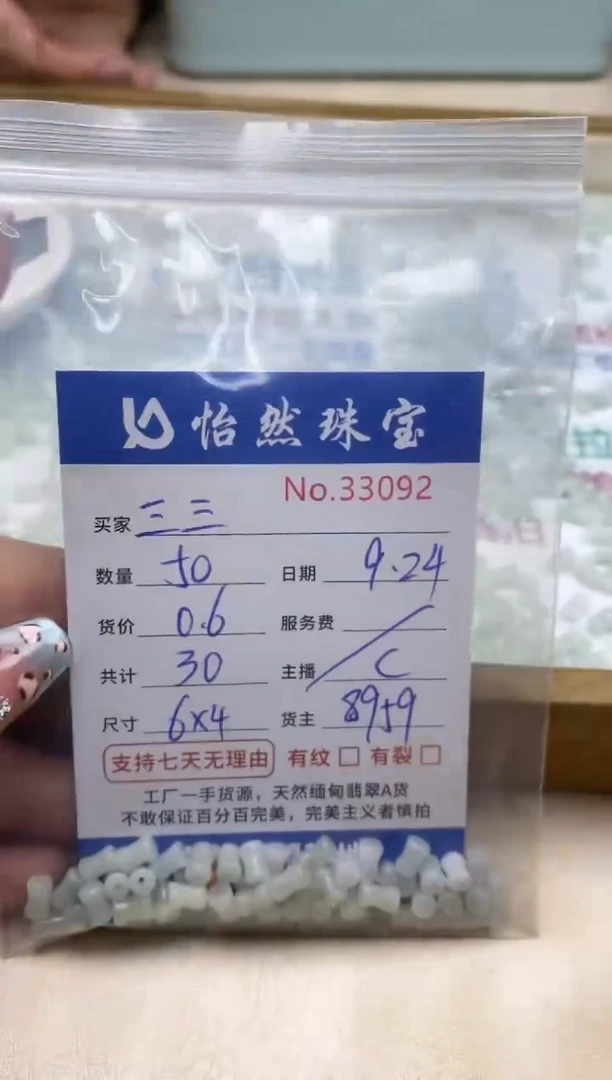 怡然珠宝
No.33092
买家 三三
数量 50 日期 9.24
货价 0.6 服务费 /
共计 30 主播 C
尺寸 6×4 货主 8959
支持七天无理由 有纹 □ 有裂 □
工厂一手货源，天然缅甸翡翠A货
不敢保证百分百完美，完美主义者慎拍